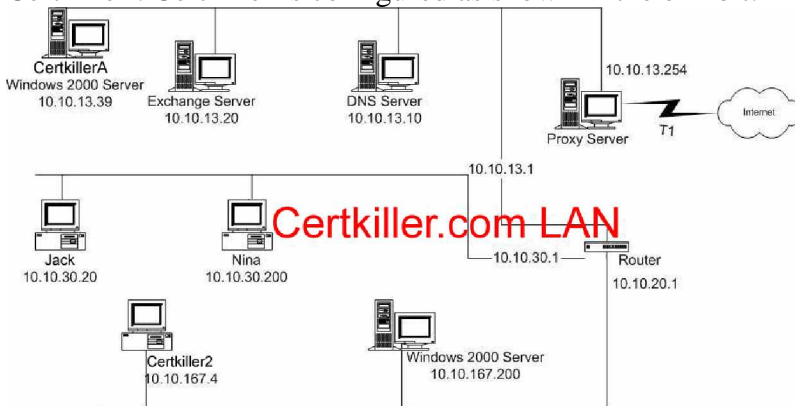 CertkillerA
Windows 2000 Server
10.10.13.39
Exchange Server
10.10.13.20
DNS Server
10.10.13.10
10.10.13.254
Proxy Server
T1
Internet
10.10.13.1
Certkiller.com LAN
Jack
10.10.30.20
Nina
10.10.30.200
10.10.30.1
Router
10.10.20.1
Certkiller2
10.10.167.4
Windows 2000 Server
10.10.167.200